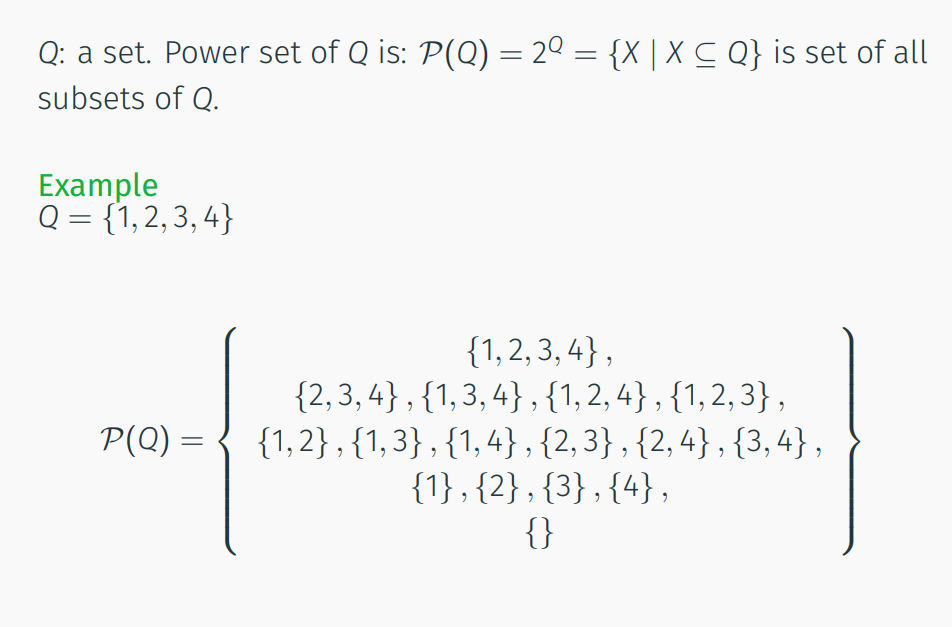 Q: a set. Power set of Q is: 𝒫(Q) = 2^Q = {X | X ⊆ Q} is set of all
subsets of Q.
Example
Q = {1, 2, 3, 4}
{1, 2, 3, 4} ,
{2, 3, 4} , {1, 3, 4} , {1, 2, 4} , {1, 2, 3} ,
𝒫(Q) = { {1, 2} , {1, 3} , {1, 4} , {2, 3} , {2, 4} , {3, 4} , }
{1} , {2} , {3} , {4} ,
{}